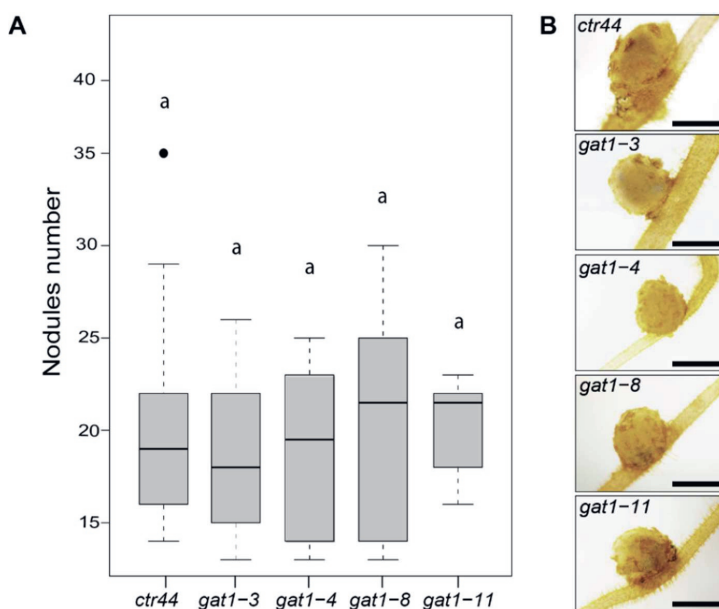 A
Nodules number
40
35
30
25
20
15
a
a
a
a
a
ctr44 gat1-3 gat1-4 gat1-8 gat1-11
B
ctr44
gat1-3
gat1-4
gat1-8
gat1-11